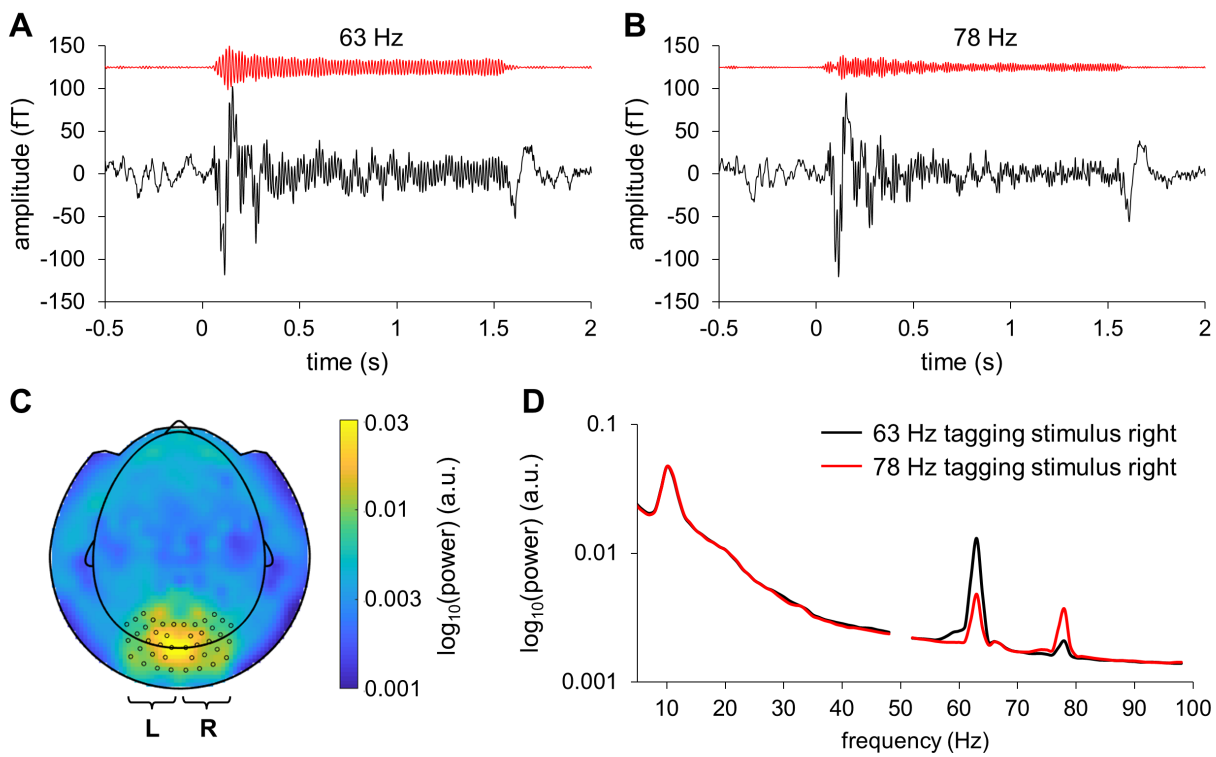 A
63 Hz
150
100
50
0
-50
-100
-150
amplitude (fT)
-0.5 0 0.5 1 1.5 2
time (s)
B
78 Hz
150
100
50
0
-50
-100
-150
amplitude (fT)
-0.5 0 0.5 1 1.5 2
time (s)
C
0.03
0.01
0.003
0.001
log10(power) (a.u.)
L R
D
63 Hz tagging stimulus right
78 Hz tagging stimulus right
0.1
0.01
0.001
log10(power) (a.u.)
10 20 30 40 50 60 70 80 90 100
frequency (Hz)